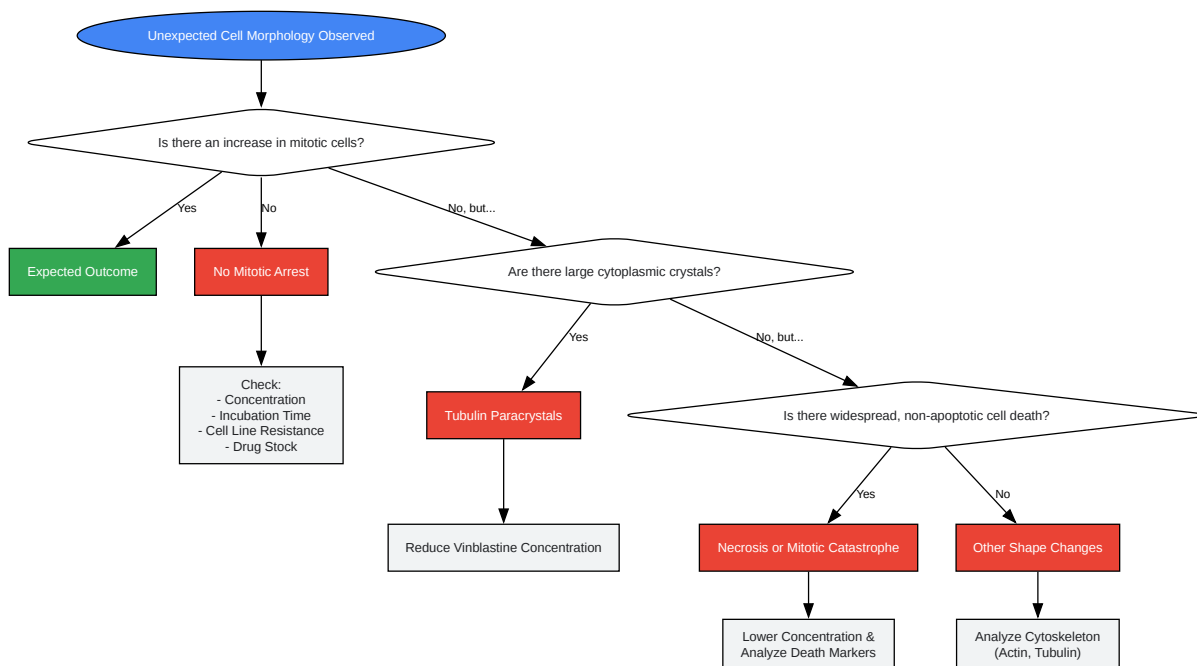 Unexpected Cell Morphology Observed
Is there an increase in mitotic cells?
Yes
No
No, but...
Expected Outcome
No Mitotic Arrest
Are there large cytoplasmic crystals?
Check:
- Concentration
- Incubation Time
- Cell Line Resistance
- Drug Stock
Yes
No, but...
Tubulin Paracrystals
Is there widespread, non-apoptotic cell death?
Yes
No
Reduce Vinblastine Concentration
Necrosis or Mitotic Catastrophe
Other Shape Changes
Lower Concentration &
Analyze Death Markers
Analyze Cytoskeleton
(Actin, Tubulin)